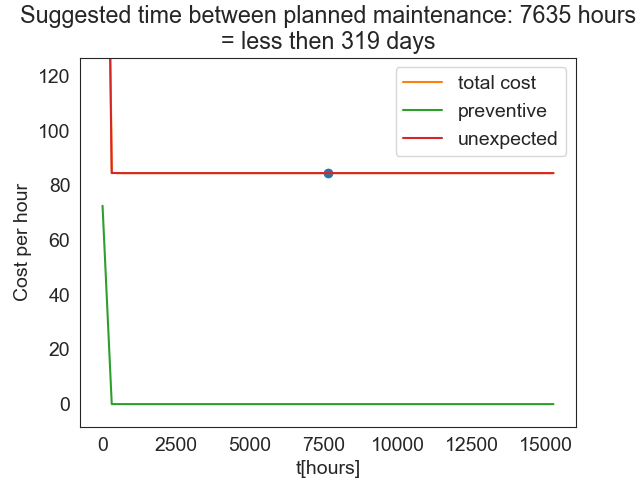 Suggested time between planned maintenance: 7635 hours
= less then 319 days
total cost
preventive
unexpected
Cost per hour
120
100
80
60
40
20
0
0 2500 5000 7500 10000 12500 15000
t[hours]